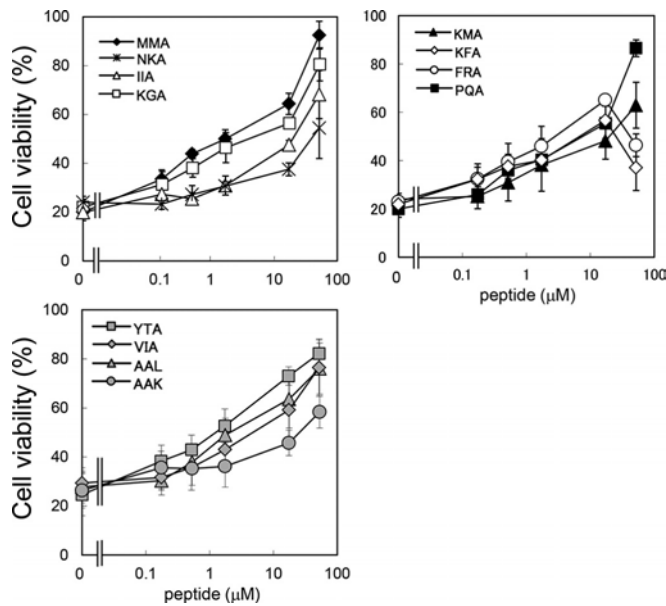 Cell viability (%)
100
80
60
40
20
0
MMA
NKA
IIA
KGA
0
0.1
1
10
100
100
80
60
40
20
0
KMA
KFA
FRA
PQA
0
0.1
1
10
100
peptide (μM)
Cell viability (%)
100
80
60
40
20
0
YTA
VIA
AAL
AAK
0
0.1
1
10
100
peptide (μM)